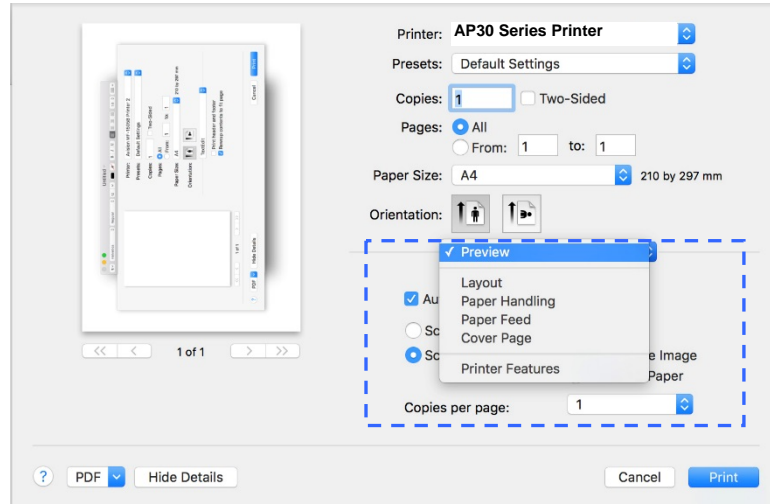 Printer: AP30 Series Printer
Presets: Default Settings
Copies: 1 Two-Sided
Pages: All
From: 1 to: 1
Paper Size: A4 210 by 297 mm
Orientation:
✓ Preview
Layout
Au
Paper Handling
Paper Feed
Sc
Cover Page
Sc e Image
Printer Features
Paper
Copies per page: 1
<< < 1 of 1 > >>
? PDF Hide Details Cancel Print